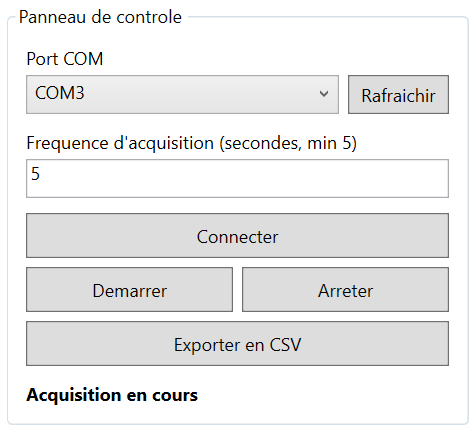 Panneau de controle
Port COM
COM3
Rafraichir
Frequence d'acquisition (secondes, min 5)
5
Connecter
Demarrer
Arreter
Exporter en CSV
Acquisition en cours